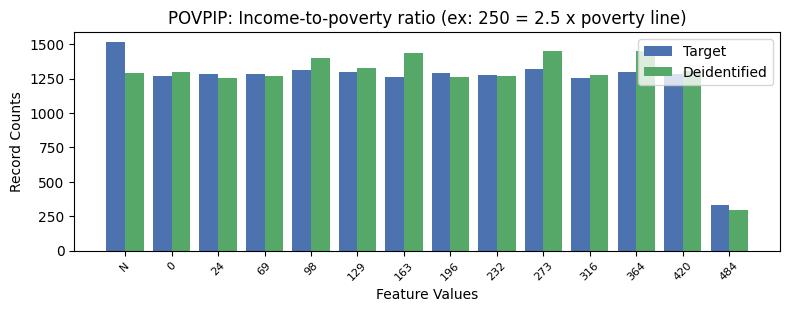 POVPIP: Income-to-poverty ratio (ex: 250 = 2.5 x poverty line)
Target
Deidentified
Record Counts
1500
1250
1000
750
500
250
0
N 0 24 69 98 129 163 196 232 273 316 364 420 484
Feature Values